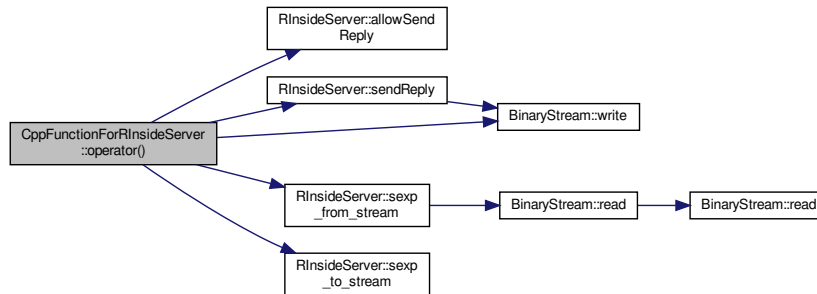 RInsideServer::allowSend
Reply
RInsideServer::sendReply
BinaryStream::write
CppFunctionForRInsideServer
::operator()
RInsideServer::sexp
_from_stream
BinaryStream::read
BinaryStream::read
RInsideServer::sexp
_to_stream